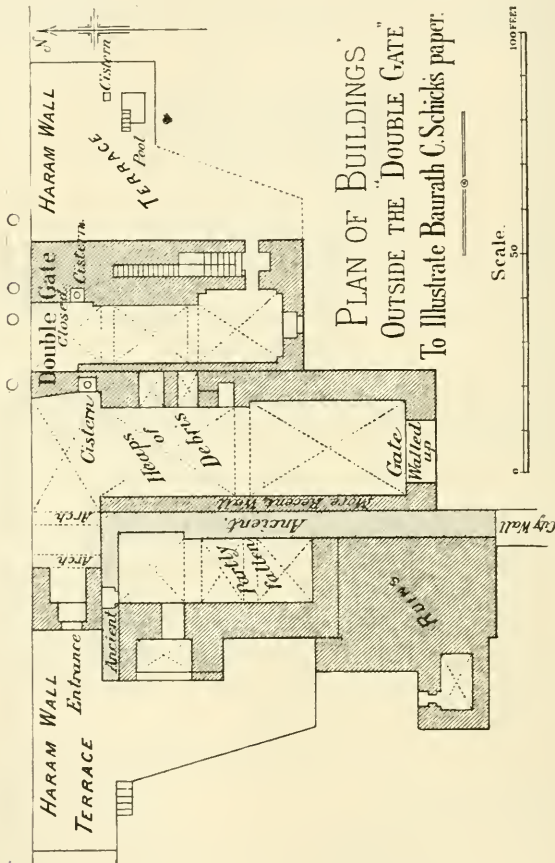 N
HARAM WALL
Cistern
Pool
TERRACE
Double Gate
Closed
Cistern
PLAN OF BUILDINGS
OUTSIDE THE "DOUBLE GATE"
To Illustrate Baurath C. Schick's paper.
Scale.
0
50
100 FEET
Cistern
Heaps
of
Debris
Gate
Walled
up
More Recent Wall
Ancient.
City Wall
Arch
Arch
Partly
fallen
RUINS
Ancient
Entrance
HARAM WALL
TERRACE